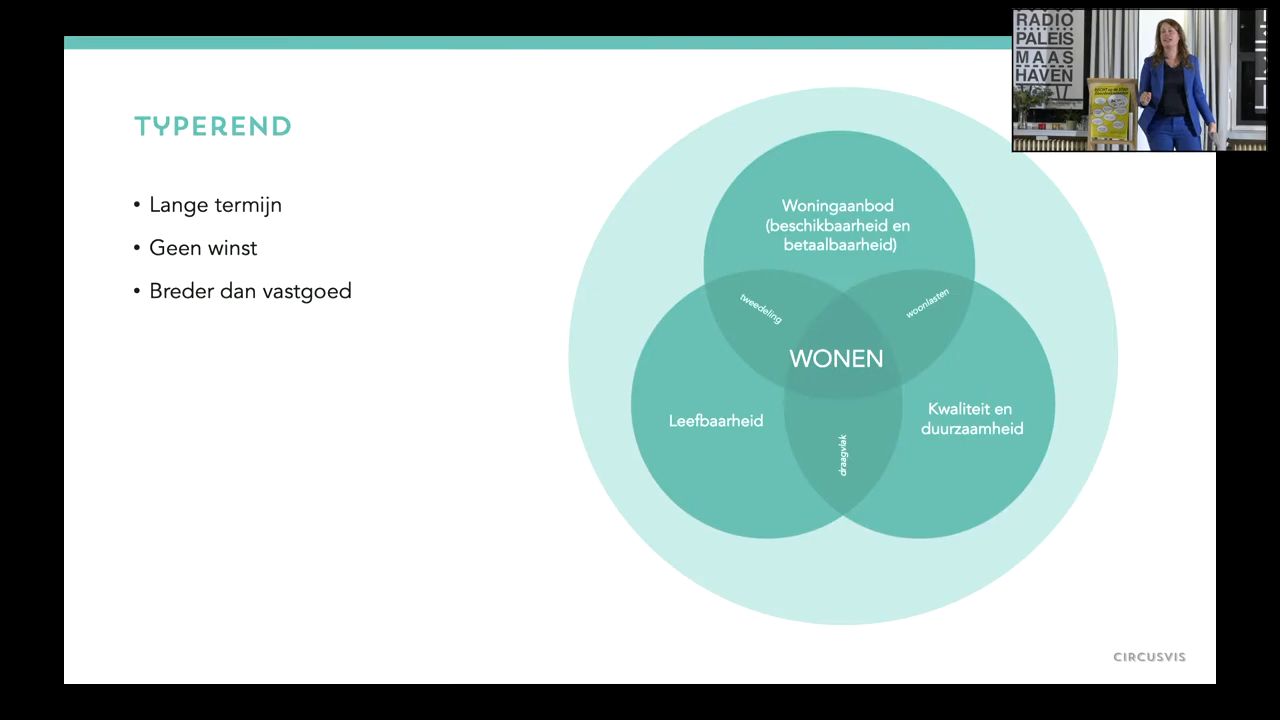 TYPEREND
• Lange termijn
• Geen winst
• Breder dan vastgoed
Woningaanbod
(beschikbaarheid en
betaalbaarheid)
tweedeling
woonlasten
WONEN
Leefbaarheid
Kwaliteit en
duurzaamheid
draagvlak
CIRCUSVIS
RADIO
PALEIS
MAAS
HAVEN